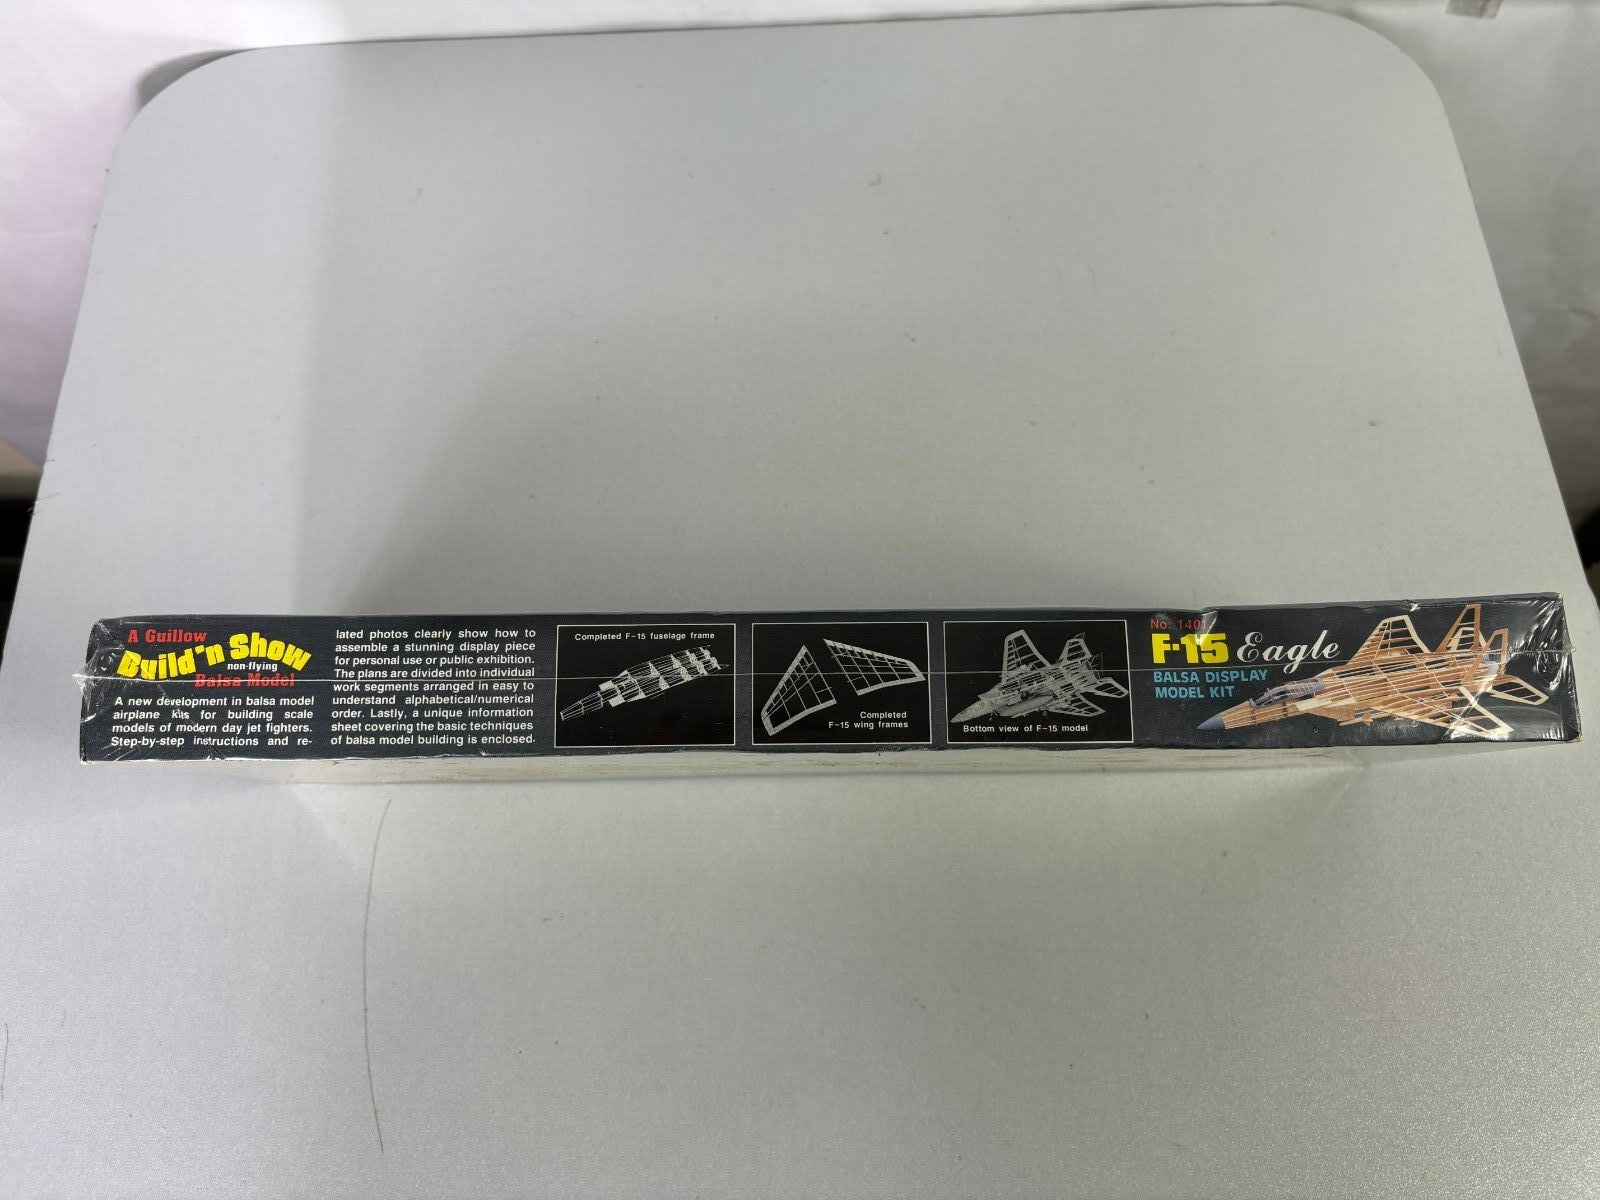 A Guillow
Build'n Show
non-flying
Balsa Model
A new development in balsa model
airplane kits for building scale
models of modern day jet fighters.
Step-by-step instructions and re-
lated photos clearly show how to
assemble a stunning display piece
for personal use or public exhibition.
The plans are divided into individual
work segments arranged in easy to
understand alphabetical/numerical
order. Lastly, a unique information
sheet covering the basic techniques
of balsa model building is enclosed.
Completed F-15 fuselage frame
Completed
F-15 wing frames
Bottom view of F-15 model
No. 1401
F-15 Eagle
BALSA DISPLAY
MODEL KIT